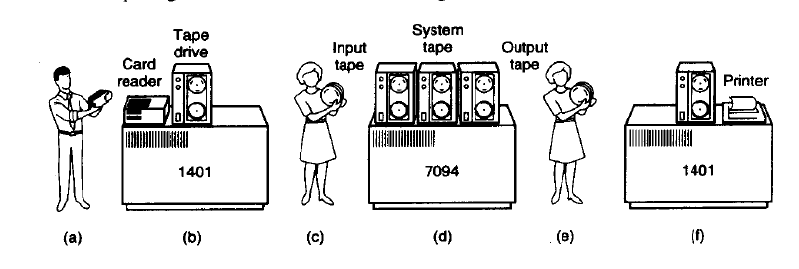 Card
reader
Tape
drive
Input
tape
System
tape
Output
tape
Printer
1401
7094
1401
(a)
(b)
(c)
(d)
(e)
(f)